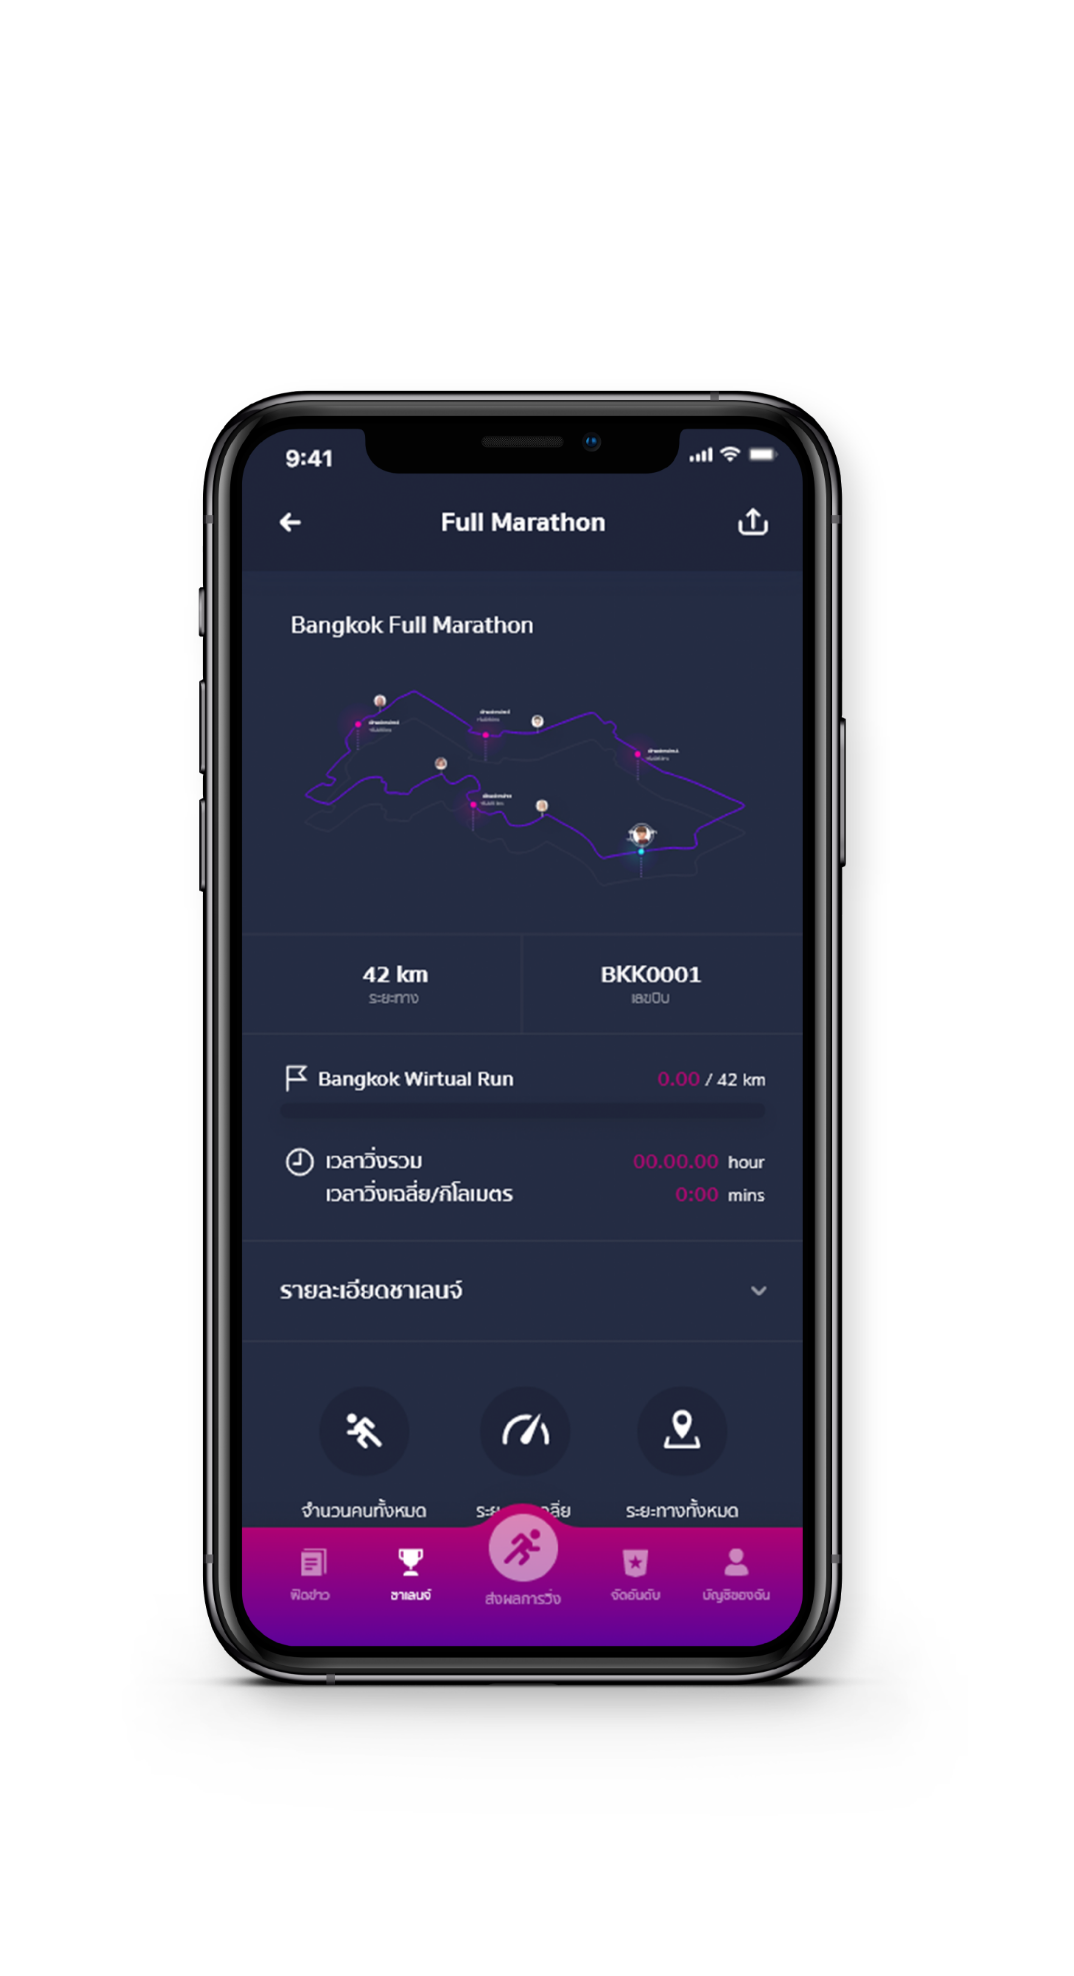 9:41
Full Marathon
Bangkok Full Marathon
42 km
ระยะทาง
BKK0001
เลขบิบ
Bangkok Wirtual Run
0.00 / 42 km
เวลาวิ่งรวม
00.00.00 hour
เวลาวิ่งเฉลี่ย/กิโลเมตร
0:00 mins
รายละเอียดชาเลนจ์
จำนวนคนทั้งหมด
ระยะทางทั้งหมด
ฟีดข่าว
ชาเลนจ์
ส่งผลการวิ่ง
จัดอันดับ
บัญชีของฉัน